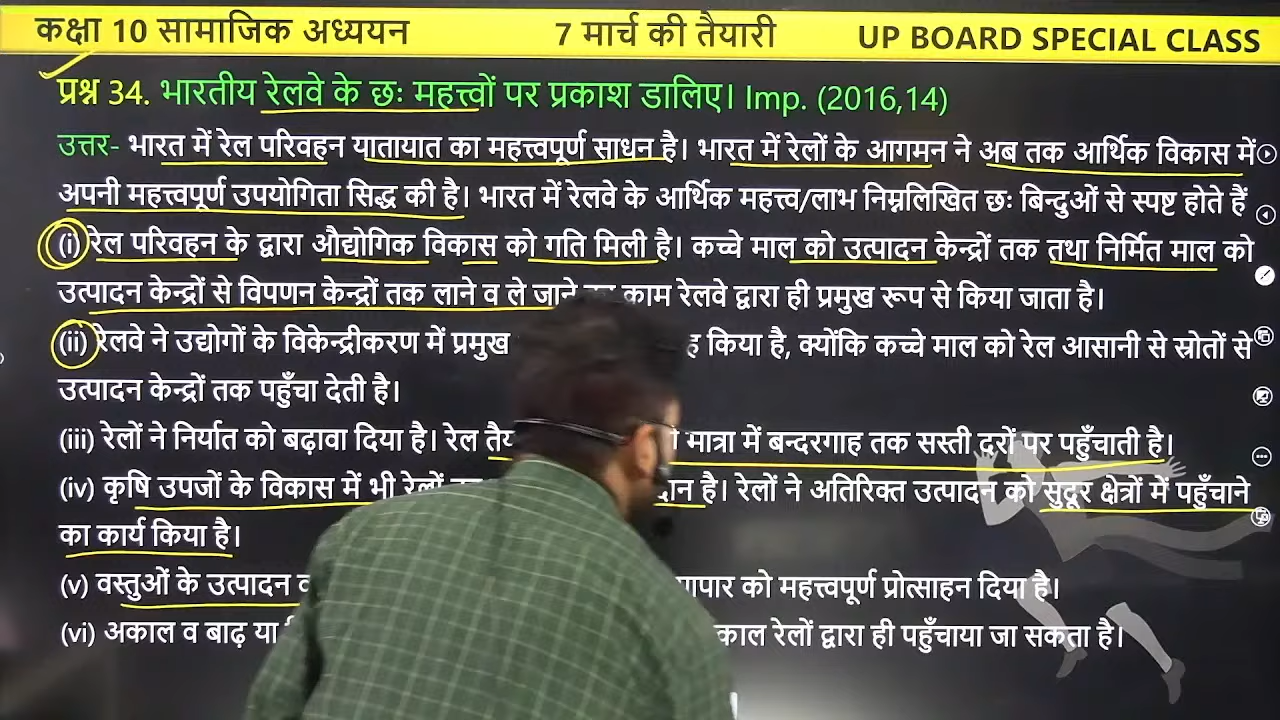 कक्षा 10 सामाजिक अध्ययन 7 मार्च की तैयारी UP BOARD SPECIAL CLASS
प्रश्न 34. भारतीय रेलवे के छः महत्त्वों पर प्रकाश डालिए। Imp. (2016,14)
उत्तर- भारत में रेल परिवहन यातायात का महत्त्वपूर्ण साधन है। भारत में रेलों के आगमन ने अब तक आर्थिक विकास में
अपनी महत्त्वपूर्ण उपयोगिता सिद्ध की है। भारत में रेलवे के आर्थिक महत्त्व/लाभ निम्नलिखित छः बिन्दुओं से स्पष्ट होते हैं
(i) रेल परिवहन के द्वारा औद्योगिक विकास को गति मिली है। कच्चे माल को उत्पादन केन्द्रों तक तथा निर्मित माल को
उत्पादन केन्द्रों से विपणन केन्द्रों तक लाने व ले जाने काम रेलवे द्वारा ही प्रमुख रूप से किया जाता है।
(ii) रेलवे ने उद्योगों के विकेन्द्रीकरण में प्रमुख किया है, क्योंकि कच्चे माल को रेल आसानी से स्रोतों से
उत्पादन केन्द्रों तक पहुँचा देती है।
(iii) रेलों ने निर्यात को बढ़ावा दिया है। रेल मात्रा में बन्दरगाह तक सस्ती दरों पर पहुँचाती है।
(iv) कृषि उपजों के विकास में भी रेलों है। रेलों ने अतिरिक्त उत्पादन को सुदूर क्षेत्रों में पहुँचाने
का कार्य किया है।
(v) वस्तुओं के उत्पादन को महत्त्वपूर्ण प्रोत्साहन दिया है।
(vi) अकाल व बाढ़ या रेलों द्वारा ही पहुँचाया जा सकता है।